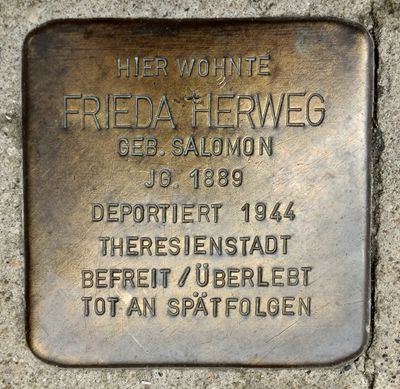 HIER WOHNTE
FRIEDA HERWEG
GEB. SALOMON
JG. 1889
DEPORTIERT 1944
THERESIENSTADT
BEFREIT / ÜBERLEBT
TOT AN SPÄTFOLGEN